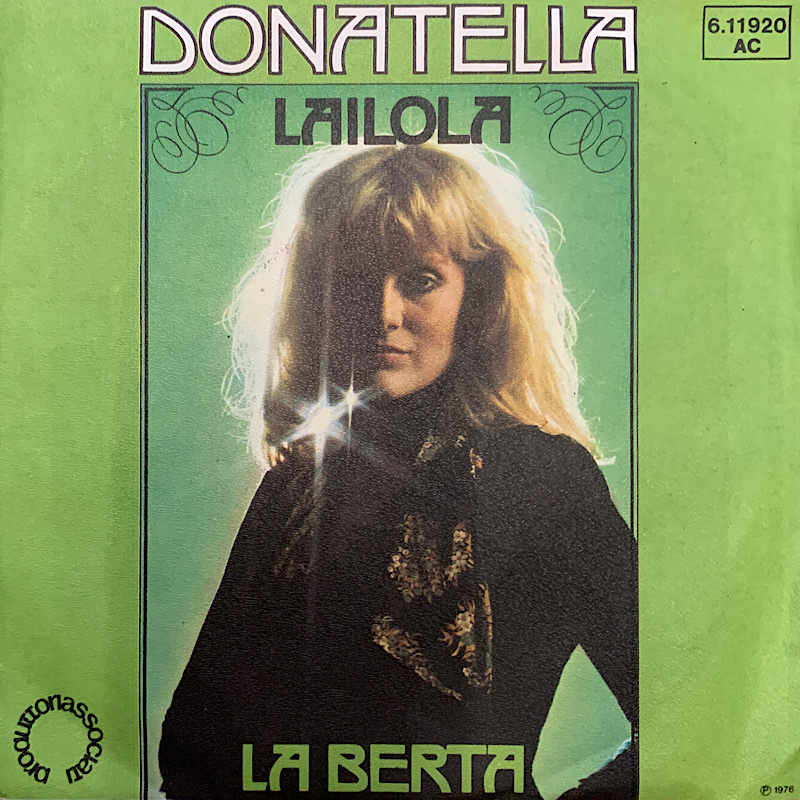 DONATELLA
6.11920
AC
LAILOLA
LA BERTA
produttoriassociati
℗ 1976